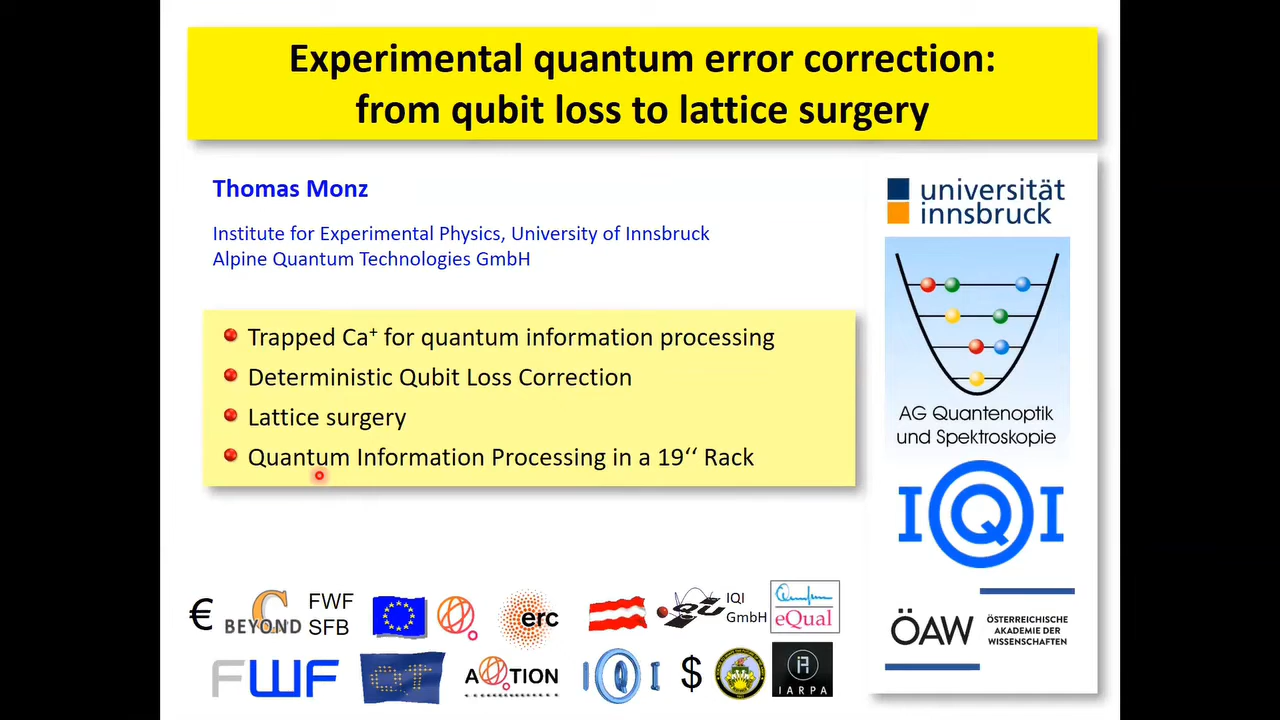 Experimental quantum error correction:
from qubit loss to lattice surgery
Thomas Monz
Institute for Experimental Physics, University of Innsbruck
Alpine Quantum Technologies GmbH
Trapped Ca⁺ for quantum information processing
Deterministic Qubit Loss Correction
Lattice surgery
Quantum Information Processing in a 19‘‘ Rack
universität
innsbruck
AG Quantenoptik
und Spektroskopie
IQI
ÖAW
ÖSTERREICHISCHE
AKADEMIE DER
WISSENSCHAFTEN
€
BEYOND C
FWF
SFB
erc
IQI
GmbH
eQual
FWF
QT
AQTION
IQI
$
IARPA